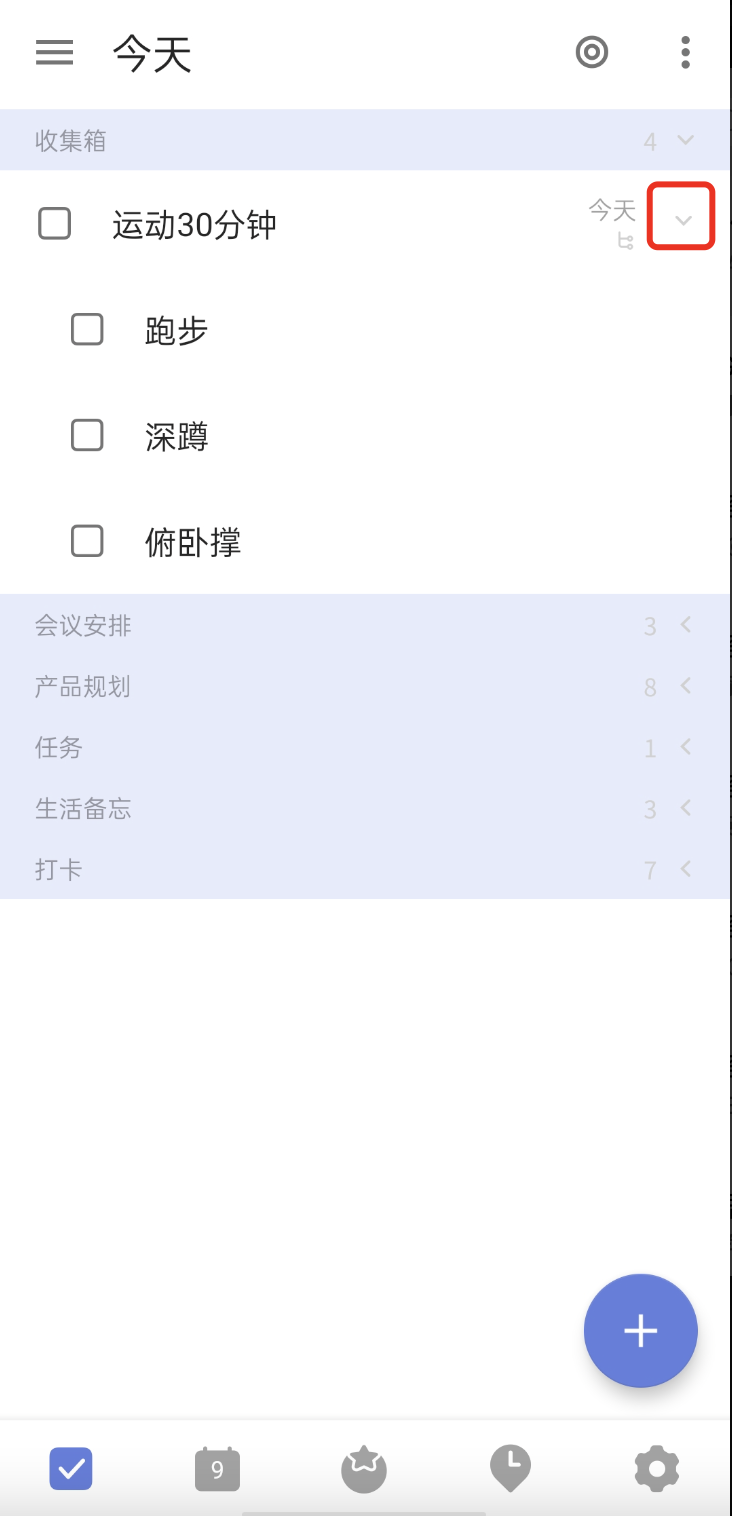 今天
收集箱 4
运动30分钟 今天
跑步
深蹲
俯卧撑
会议安排 3
产品规划 8
任务 1
生活备忘 3
打卡 7
9